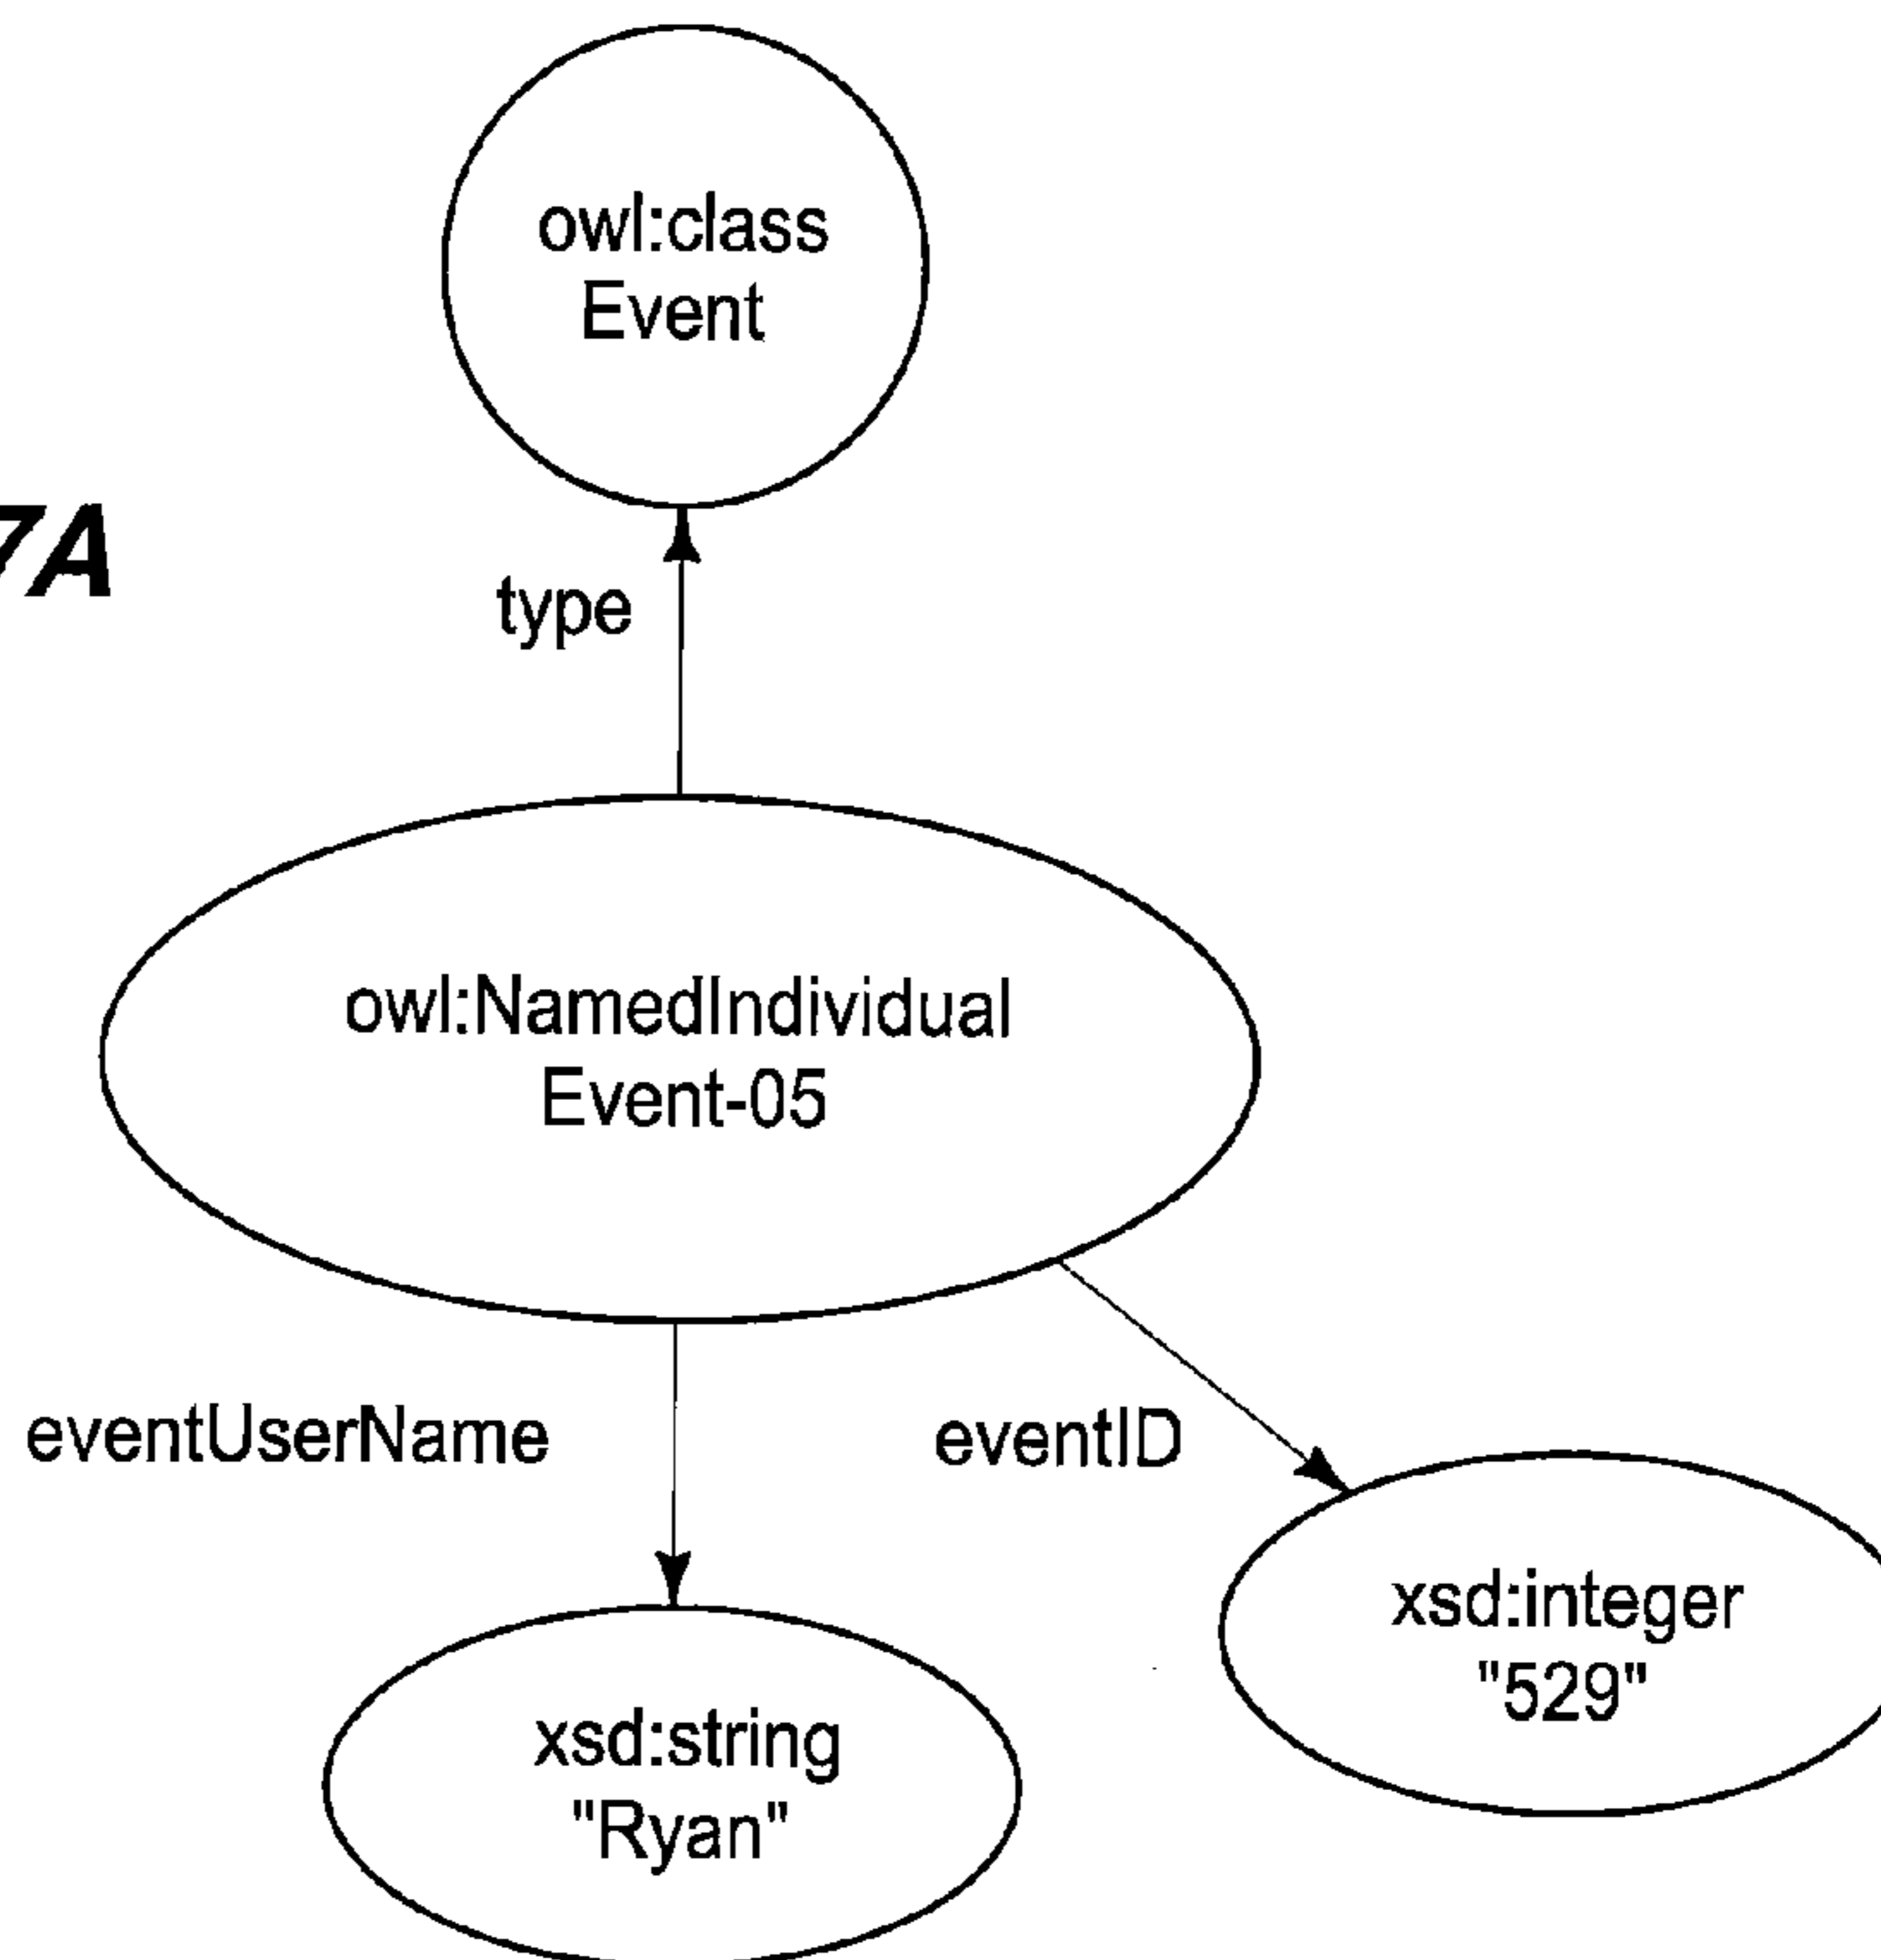 owl:class
Event
7A
type
owl:NamedIndividual
Event-05
eventUserName
eventID
xsd:integer
"529"
xsd:string
"Ryan"